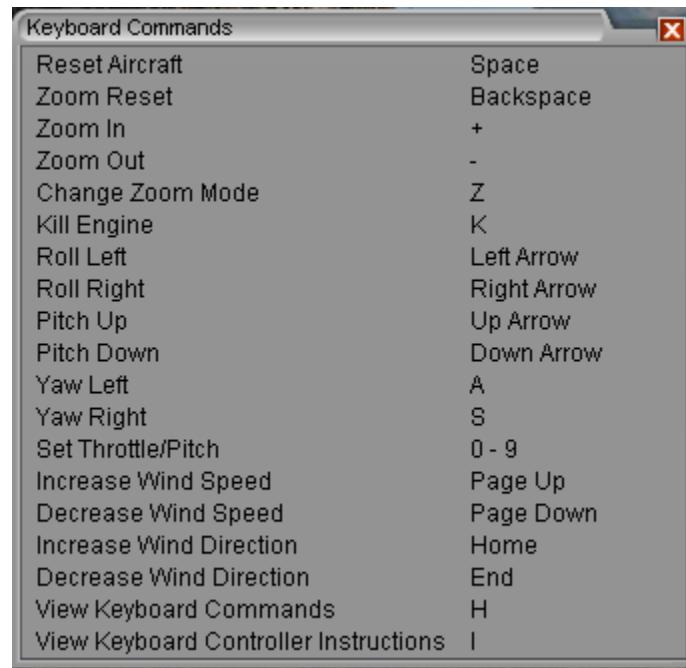 Keyboard Commands
Reset Aircraft Space
Zoom Reset Backspace
Zoom In +
Zoom Out -
Change Zoom Mode Z
Kill Engine K
Roll Left Left Arrow
Roll Right Right Arrow
Pitch Up Up Arrow
Pitch Down Down Arrow
Yaw Left A
Yaw Right S
Set Throttle/Pitch 0 - 9
Increase Wind Speed Page Up
Decrease Wind Speed Page Down
Increase Wind Direction Home
Decrease Wind Direction End
View Keyboard Commands H
View Keyboard Controller Instructions I